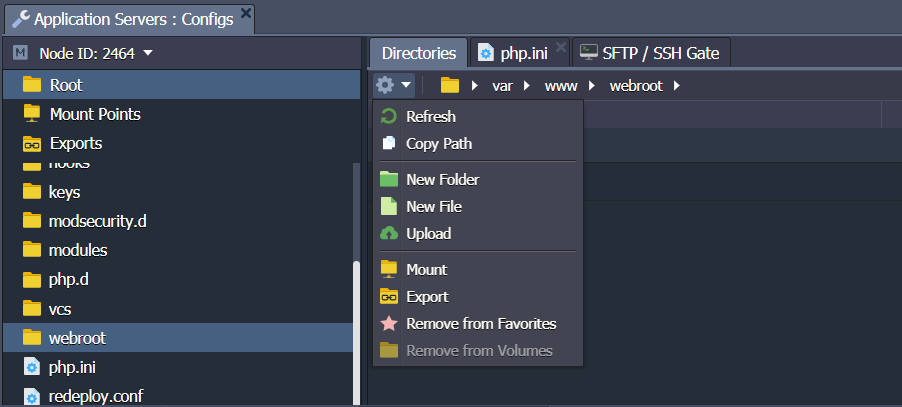 Application Servers : Configs
M Node ID: 2464
Root
Mount Points
Exports
hooks
keys
modsecurity.d
modules
php.d
vcs
webroot
php.ini
redeploy.conf
Directories
php.ini
SFTP / SSH Gate
var www webroot
Refresh
Copy Path
New Folder
New File
Upload
Mount
Export
Remove from Favorites
Remove from Volumes